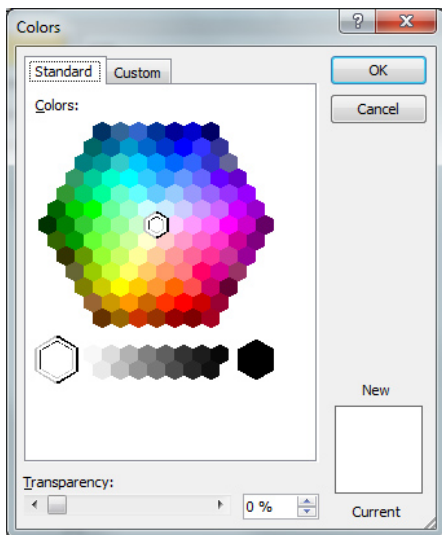 Colors
Standard Custom
OK
Cancel
Colors:
New
Transparency:
0 %
Current